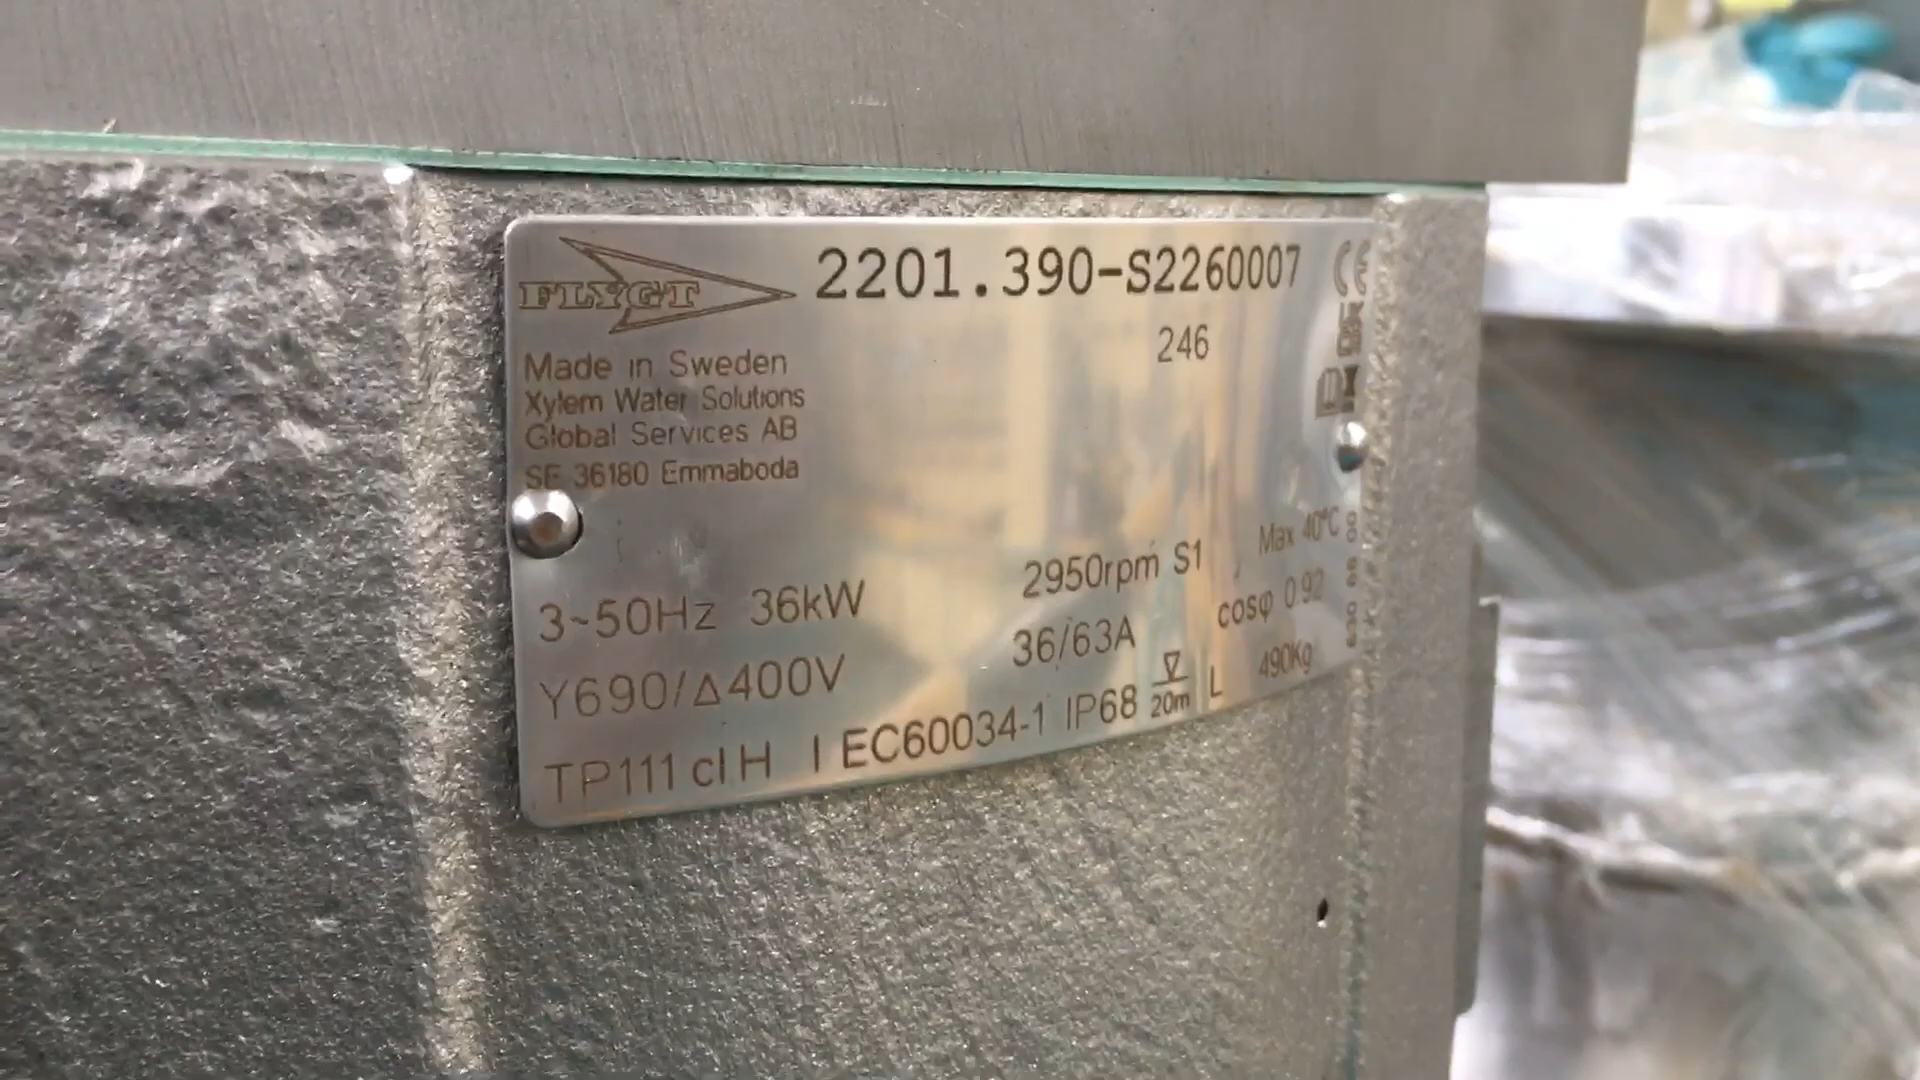 FLYGT 2201.390-S2260007 CE
246
Made in Sweden
Xylem Water Solutions
Global Services AB
SE 36180 Emmaboda
3~50Hz 36kW 2950rpm S1 Max 40°C
Y690/Δ400V 36/63A cosφ 0.92
TP111 cl H IEC60034-1 IP68 20m L 490Kg